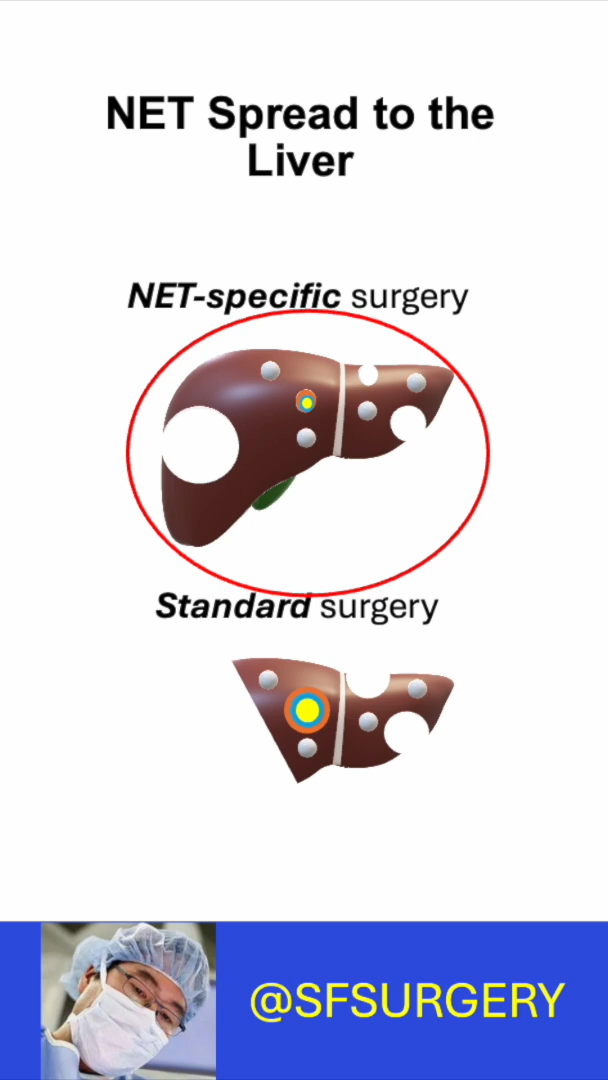 NET Spread to the
Liver
NET-specific surgery
Standard surgery
@SFSURGERY